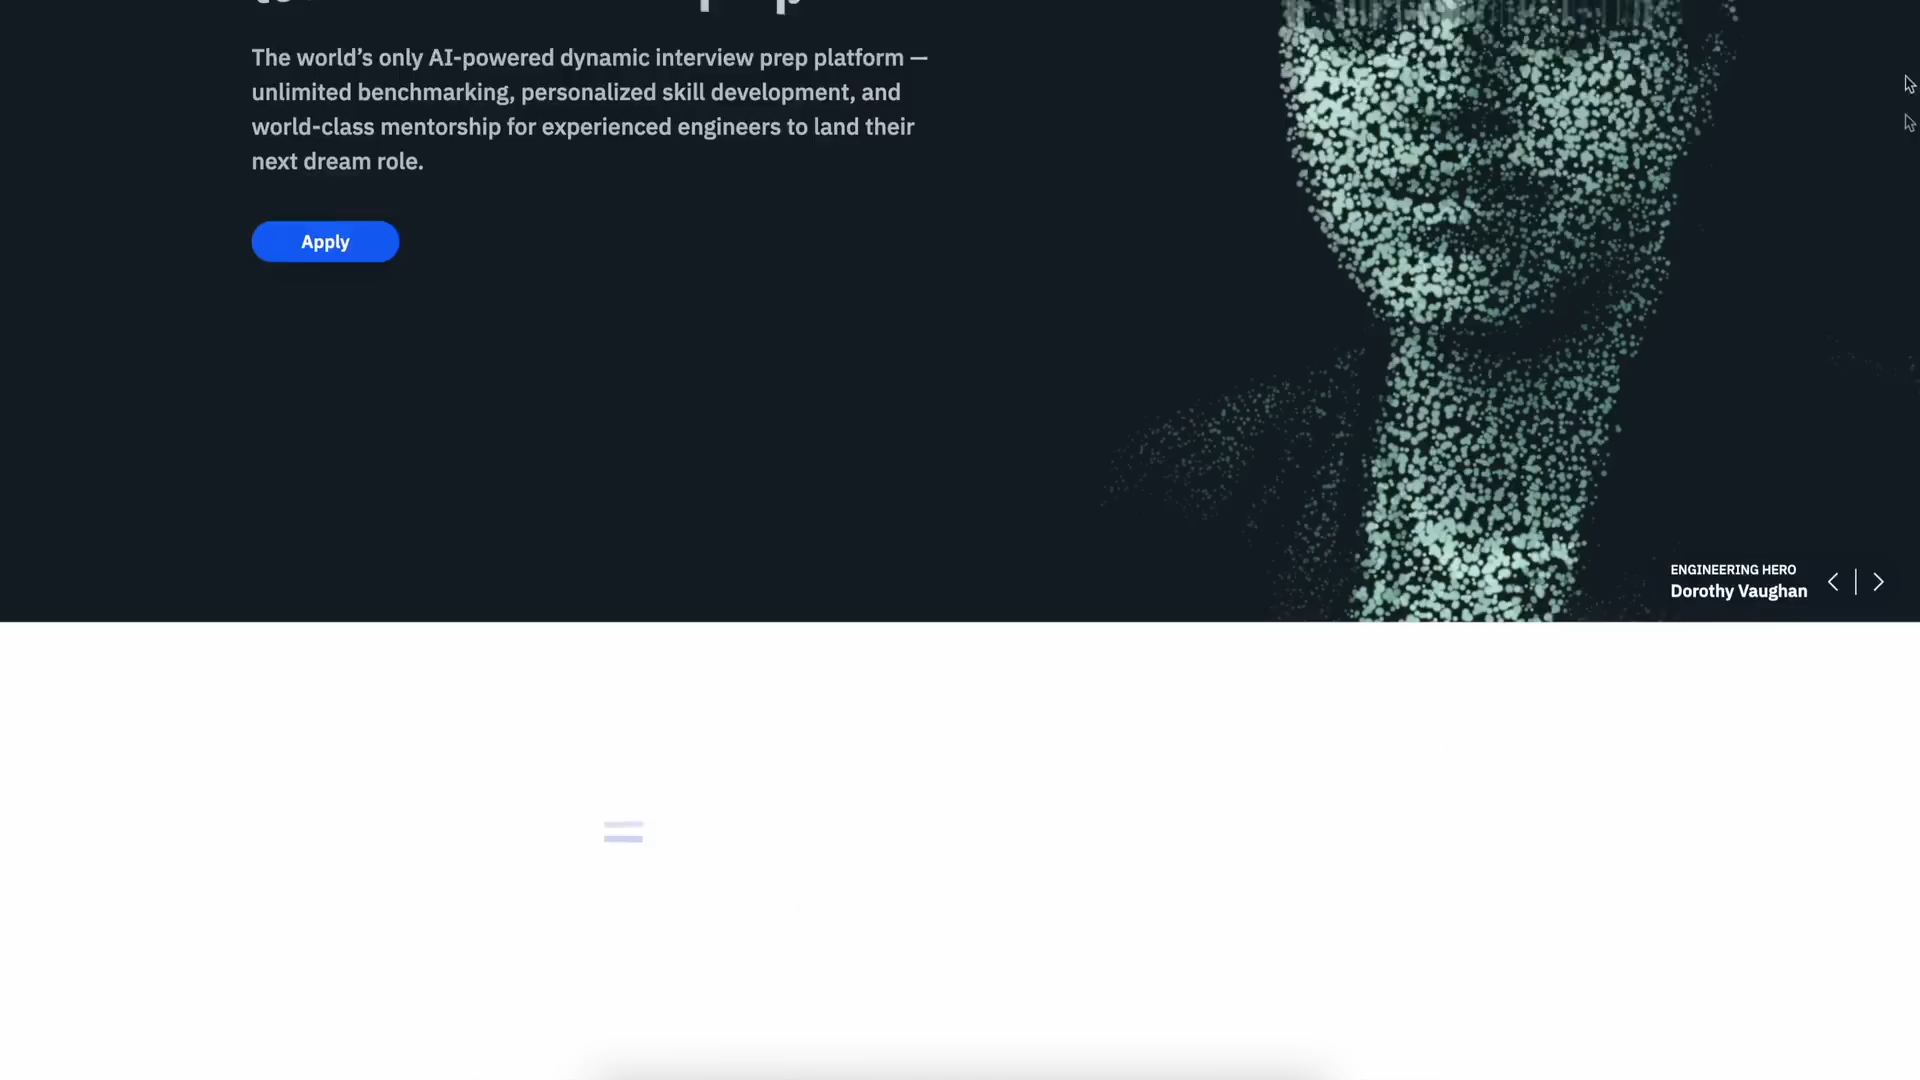 The world’s only AI-powered dynamic interview prep platform —
unlimited benchmarking, personalized skill development, and
world-class mentorship for experienced engineers to land their
next dream role.
Apply
ENGINEERING HERO
Dorothy Vaughan